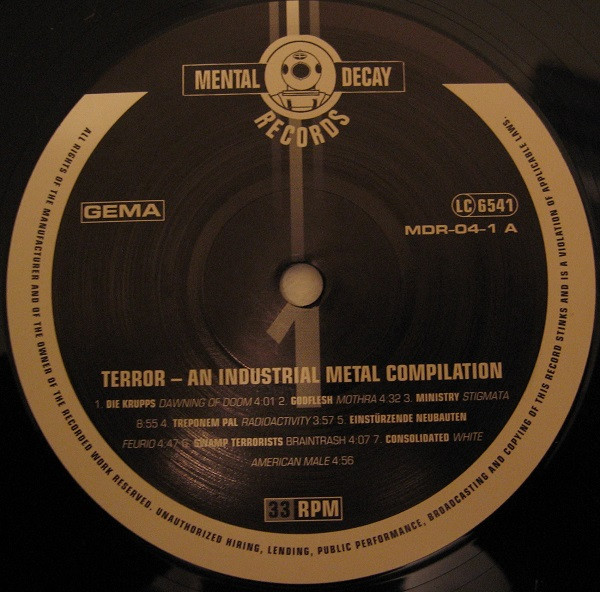 MENTAL DECAY
RECORDS
GEMA
LC 6541
MDR-04-1 A
1
TERROR – AN INDUSTRIAL METAL COMPILATION
1. DIE KRUPPS DAWNING OF DOOM 4:01 2. GODFLESH MOTHRA 4:32 3. MINISTRY STIGMATA
6:55 4. TREPONEM PAL RADIOACTIVITY 3:57 5. EINSTÜRZENDE NEUBAUTEN
FEURIO 4:47 6. SWAMP TERRORISTS BRAINTRASH 4:07 7. CONSOLIDATED WHITE
AMERICAN MALE 4:56
33 RPM
ALL RIGHTS OF THE MANUFACTURER AND OF THE OWNER OF THE RECORDED WORK RESERVED. UNAUTHORIZED HIRING, LENDING, PUBLIC PERFORMANCE, BROADCASTING AND COPYING OF THIS RECORD STINKS AND IS A VIOLATION OF APPLICABLE LAWS.